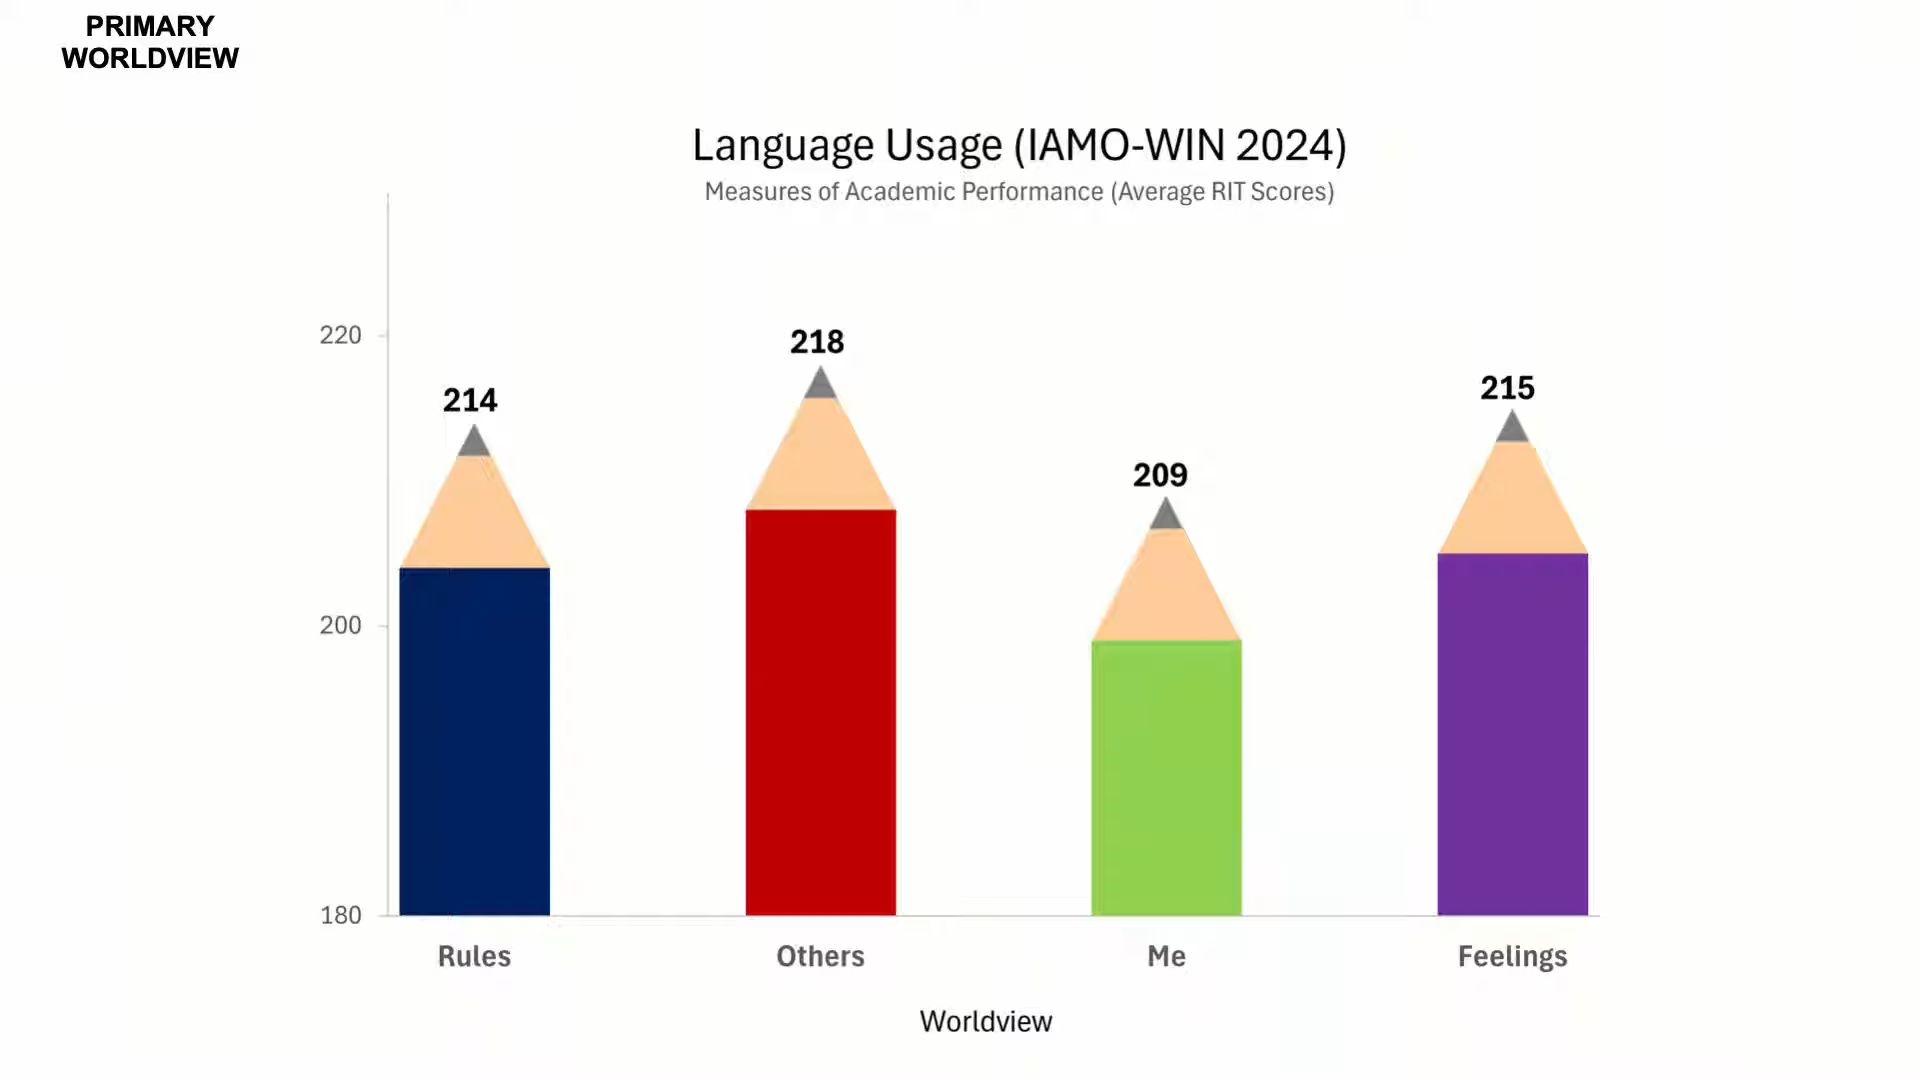 PRIMARY
WORLDVIEW
Language Usage (IAMO-WIN 2024)
Measures of Academic Performance (Average RIT Scores)
220
200
180
214
218
209
215
Rules
Others
Me
Feelings
Worldview